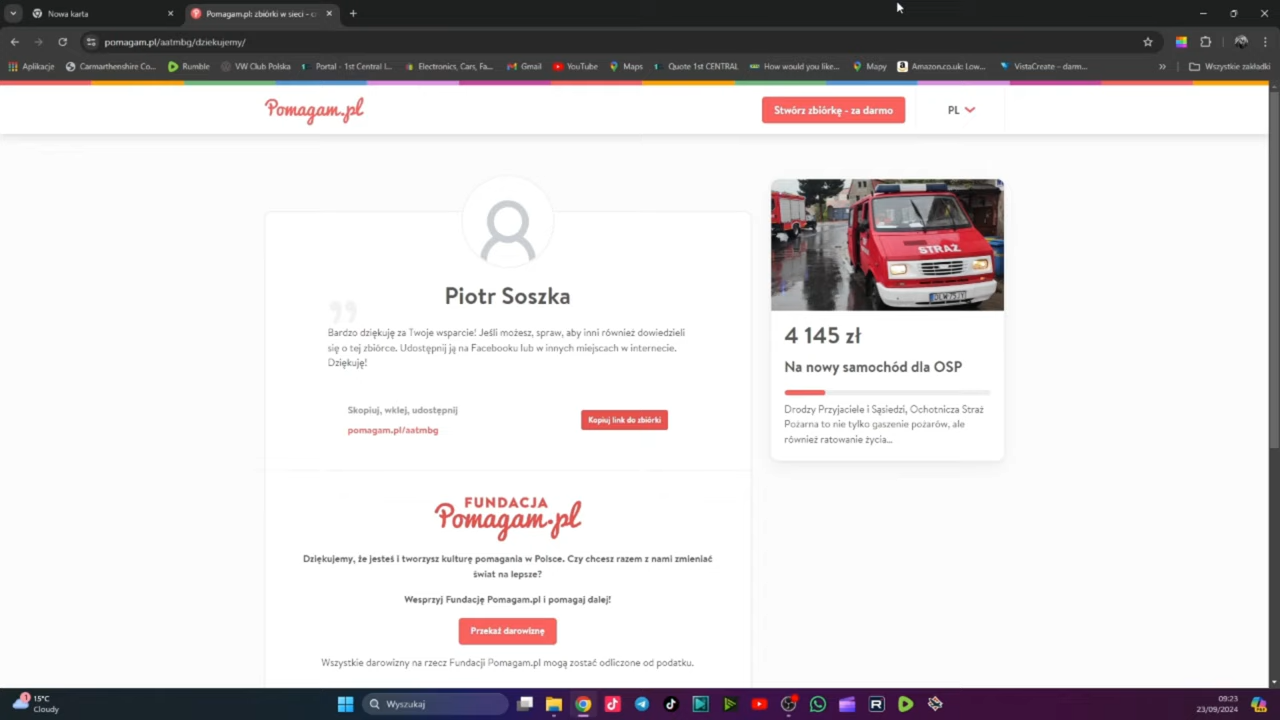 Nowa karta
Pomagam.pl: zbiórki w sieci - c
pomagam.pl/aatmbg/dziekujemy/
Aplikacje
Carmarthenshire Co...
Rumble
VW Club Polska
Portal - 1st Central I...
Electronics, Cars, Fa...
Gmail
YouTube
Maps
Quote 1st CENTRAL
How would you like...
Mapy
Amazon.co.uk: Low...
VistaCreate – darm...
»
Wszystkie zakładki
Pomagam.pl
Stwórz zbiórkę - za darmo
PL
STRAŻ
Piotr Soszka
Bardzo dziękuję za Twoje wsparcie! Jeśli możesz, spraw, aby inni również dowiedzieli
się o tej zbiórce. Udostępnij ją na Facebooku lub w innych miejscach w internecie.
Dziękuję!
Skopiuj, wklej, udostępnij
pomagam.pl/aatmbg
Kopiuj link do zbiórki
4 145 zł
Na nowy samochód dla OSP
Drodzy Przyjaciele i Sąsiedzi, Ochotnicza Straż
Pożarna to nie tylko gaszenie pożarów, ale
również ratowanie życia...
FUNDACJA
Pomagam.pl
Dziękujemy, że jesteś i tworzysz kulturę pomagania w Polsce. Czy chcesz razem z nami zmieniać
świat na lepsze?
Wesprzyj Fundację Pomagam.pl i pomagaj dalej!
Przekaż darowiznę
Wszystkie darowizny na rzecz Fundacji Pomagam.pl mogą zostać odliczone od podatku.
1
15°C
Cloudy
Wyszukaj
09:23
23/09/2024